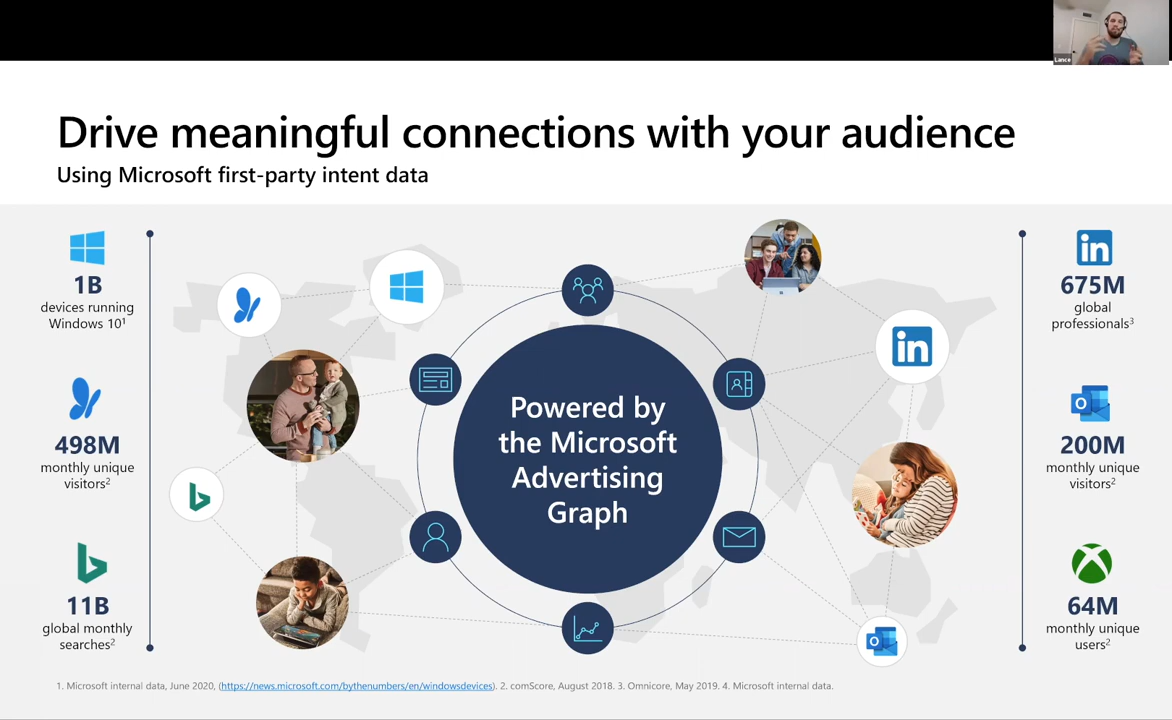 Lance
Drive meaningful connections with your audience
Using Microsoft first-party intent data
1B
devices running
Windows 10¹
498M
monthly unique
visitors²
11B
global monthly
searches²
Powered by
the Microsoft
Advertising
Graph
in
675M
global
professionals³
200M
monthly unique
visitors²
64M
monthly unique
users²
in
1. Microsoft internal data, June 2020, (https://news.microsoft.com/bythenumbers/en/windowsdevices). 2. comScore, August 2018. 3. Omnicore, May 2019. 4. Microsoft internal data.